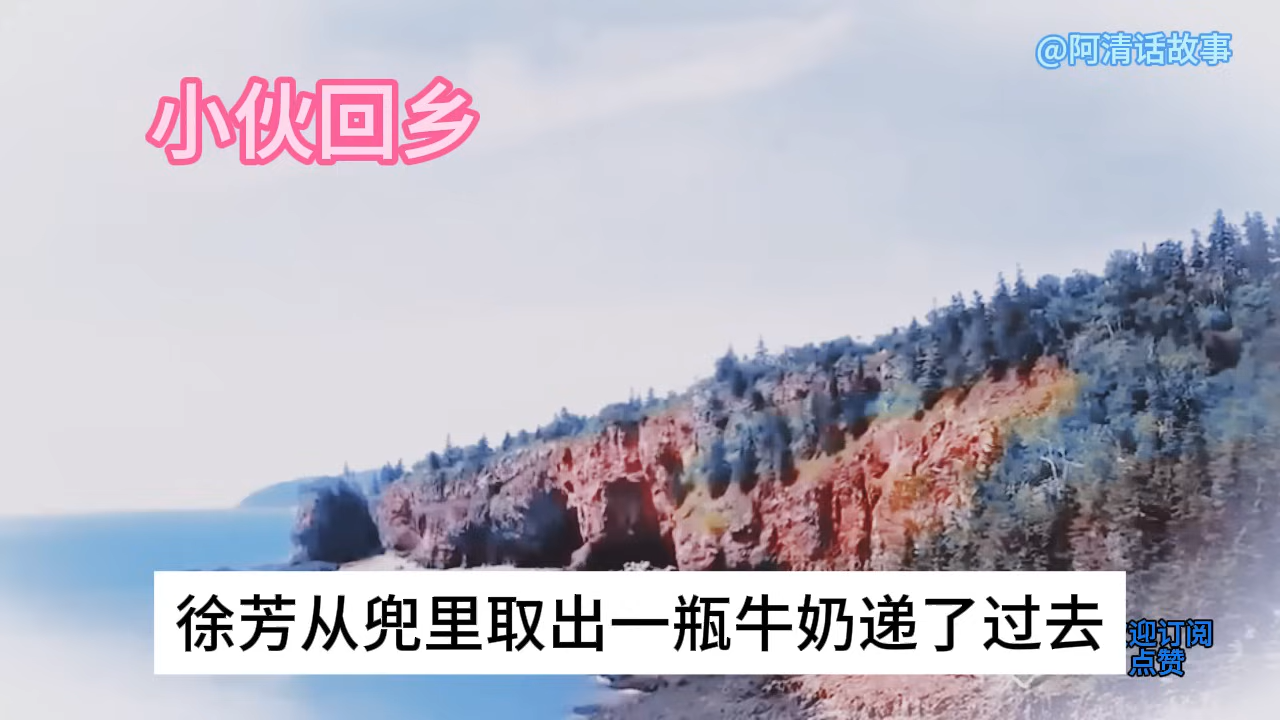 @阿清话故事
小伙回乡
徐芳从兜里取出一瓶牛奶递了过去
迎订阅
点赞